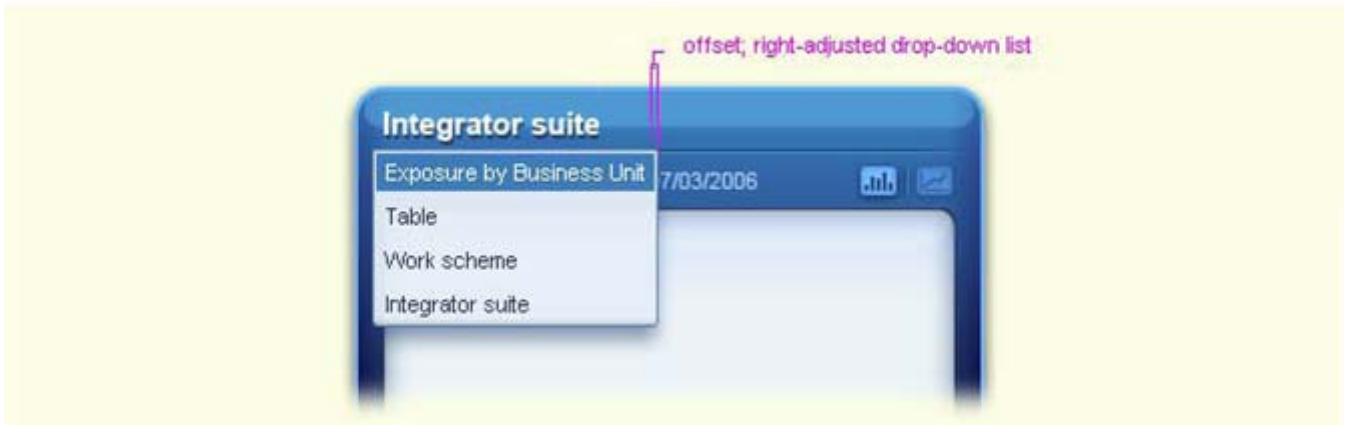 offset; right-adjusted drop-down list
Integrator suite
Exposure by Business Unit 7/03/2006
Table
Work scheme
Integrator suite